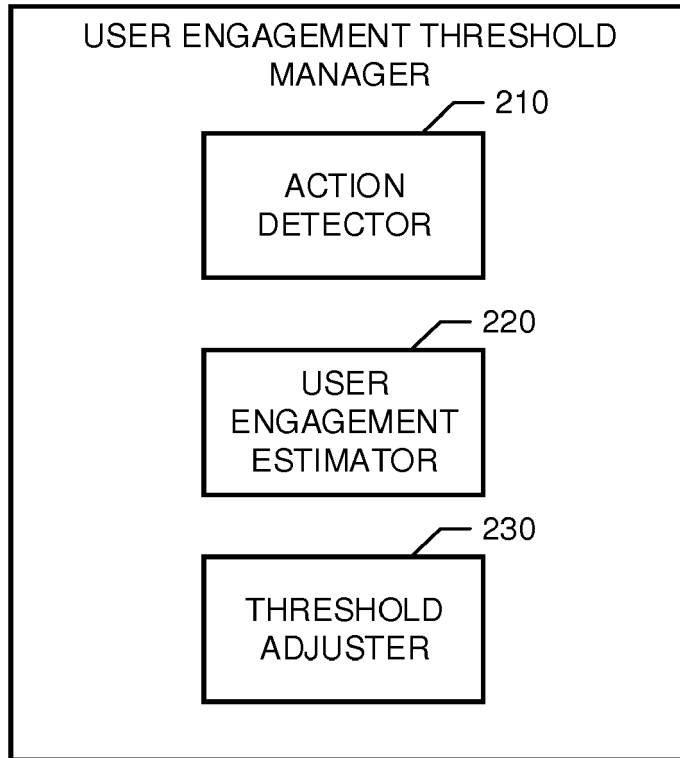 USER ENGAGEMENT THRESHOLD
MANAGER
210
ACTION
DETECTOR
220
USER
ENGAGEMENT
ESTIMATOR
230
THRESHOLD
ADJUSTER